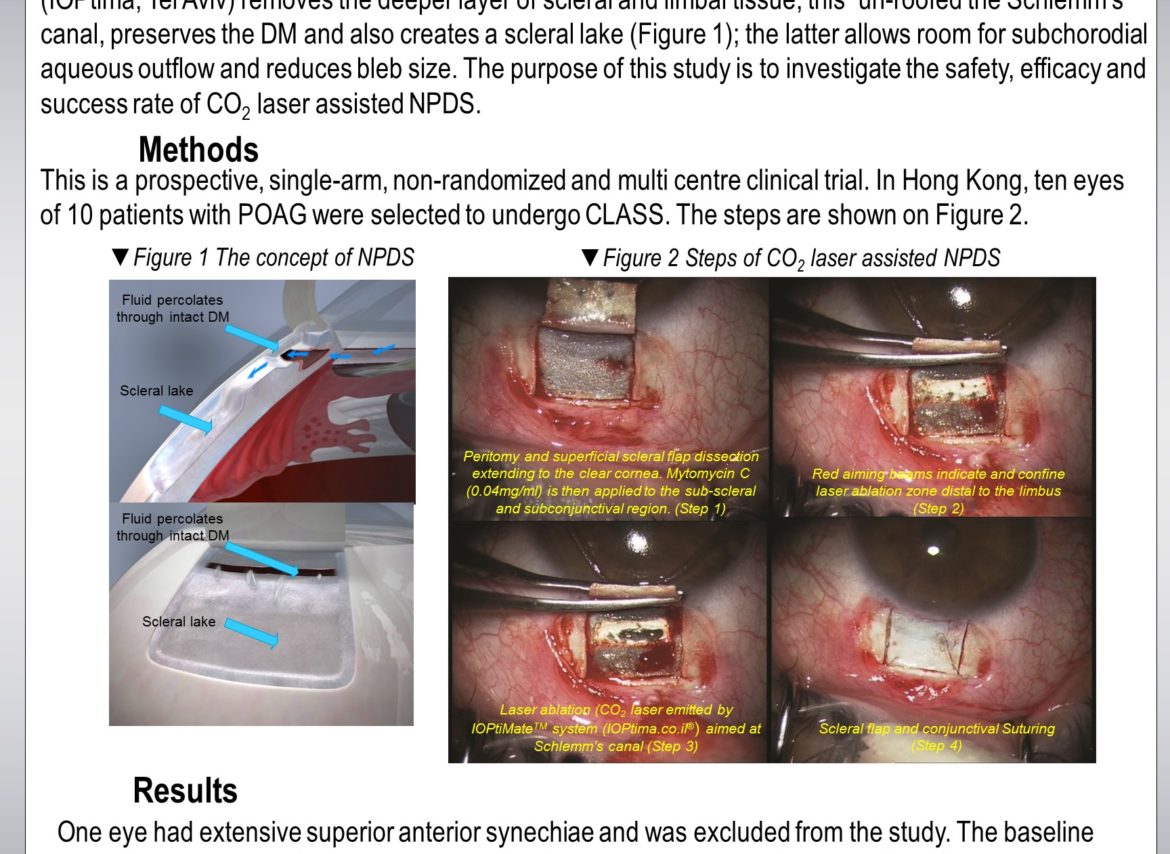 (IOPtima, Tel Aviv) removes the deeper layer of scleral and limbal tissue, this "un-roofed the Schlemm's
canal, preserves the DM and also creates a scleral lake (Figure 1); the latter allows room for subchorodial
aqueous outflow and reduces bleb size. The purpose of this study is to investigate the safety, efficacy and
success rate of CO2 laser assisted NPDS.
Methods
This is a prospective, single-arm, non-randomized and multi centre clinical trial. In Hong Kong, ten eyes
of 10 patients with POAG were selected to undergo CLASS. The steps are shown on Figure 2.
▼Figure 1 The concept of NPDS
Fluid percolates
through intact DM
Scleral lake
Fluid percolates
through intact DM
Scleral lake
▼Figure 2 Steps of CO2 laser assisted NPDS
Peritomy and superficial scleral flap dissection
extending to the clear cornea. Mytomycin C
(0.04mg/ml) is then applied to the sub-scleral
and subconjunctival region. (Step 1)
Red aiming beams indicate and confine
laser ablation zone distal to the limbus
(Step 2)
Laser ablation (CO2 laser emitted by
IOPtiMate™ system (IOPtima.co.il®) aimed at
Schlemm's canal (Step 3)
Scleral flap and conjunctival Suturing
(Step 4)
Results
One eye had extensive superior anterior synechiae and was excluded from the study. The baseline